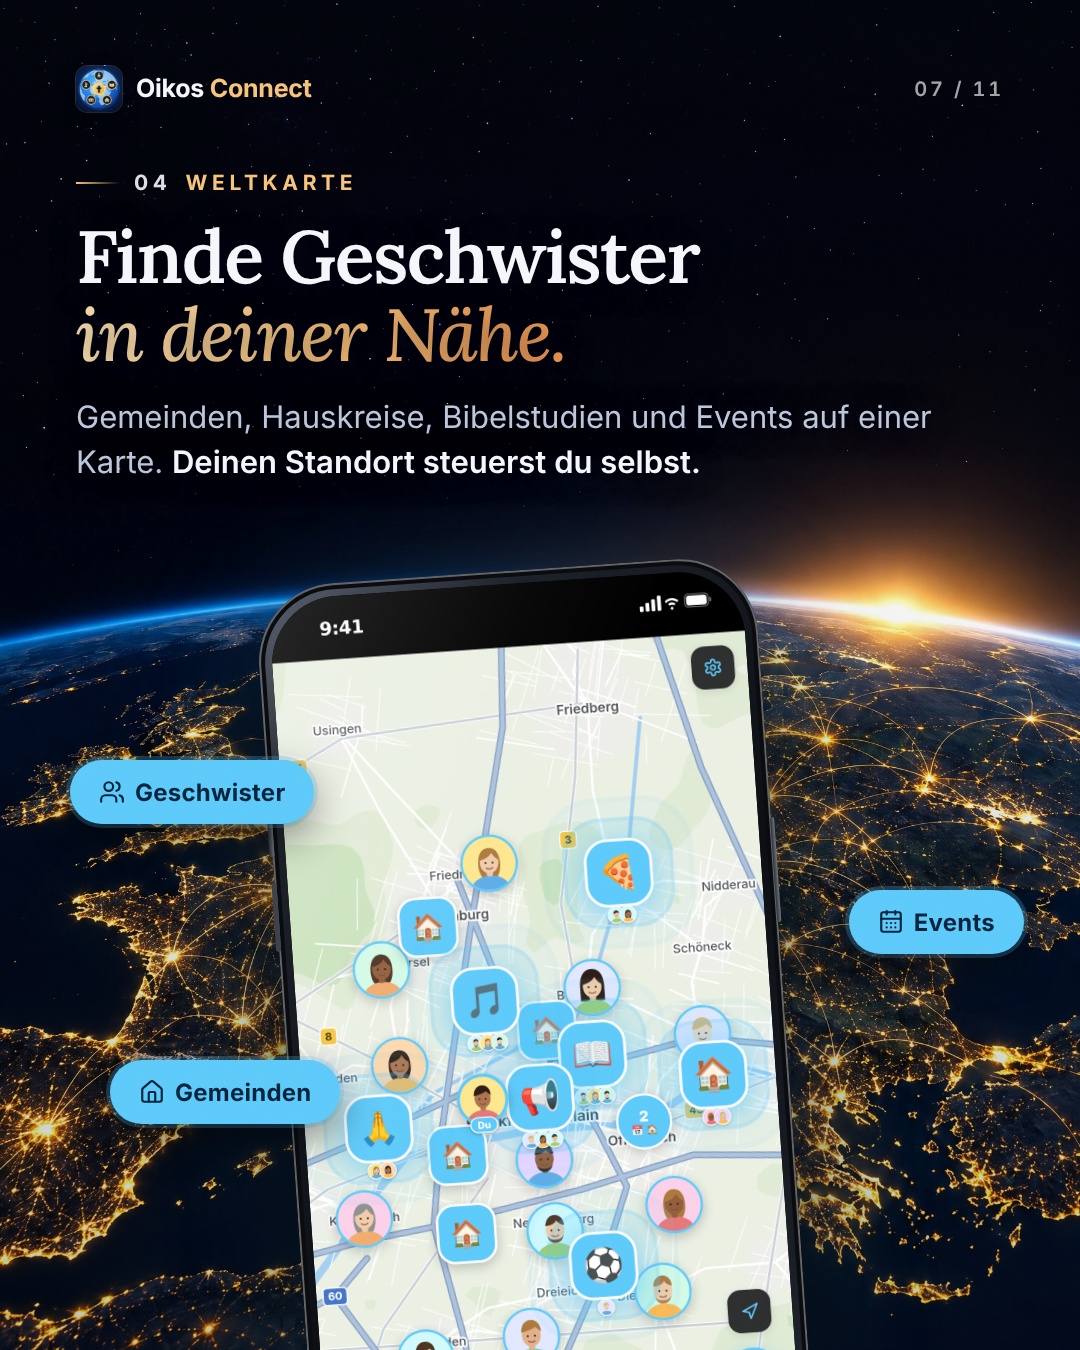 Oikos Connect
07 / 11
04 WELTKARTE
Finde Geschwister
in deiner Nähe.
Gemeinden, Hauskreise, Bibelstudien und Events auf einer
Karte. Deinen Standort steuerst du selbst.
9:41
Friedberg
Usingen
Geschwister
3
Nidderau
Events
Schöneck
8
Gemeinden
Du
2
60